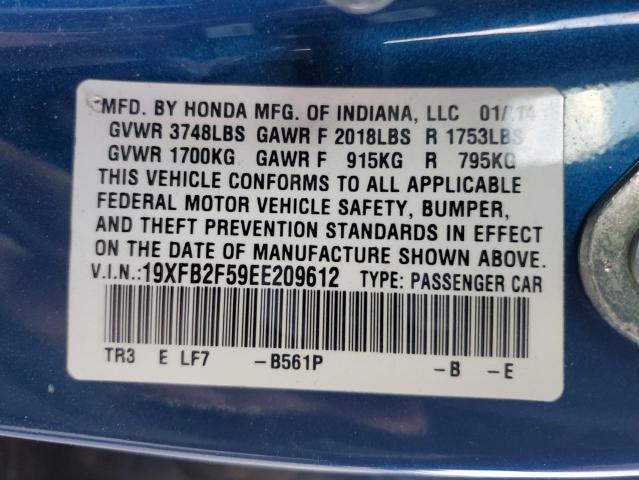 MFD. BY HONDA MFG. OF INDIANA, LLC 01/14
GVWR 3748LBS GAWR F 2018LBS R 1753LBS
GVWR 1700KG GAWR F 915KG R 795KG
THIS VEHICLE CONFORMS TO ALL APPLICABLE
FEDERAL MOTOR VEHICLE SAFETY, BUMPER,
AND THEFT PREVENTION STANDARDS IN EFFECT
ON THE DATE OF MANUFACTURE SHOWN ABOVE.
V.I.N.:19XFB2F59EE209612 TYPE: PASSENGER CAR
TR3 E LF7 -B561P -B -E